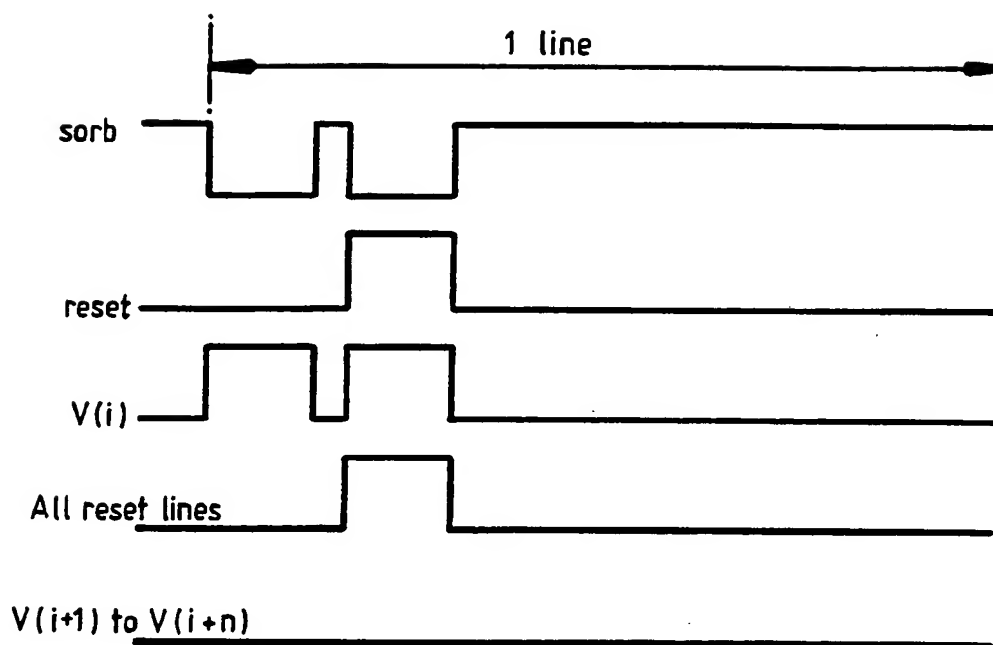 1 line
sorb
reset
V(i)
All reset lines
V(i+1) to V(i+n)